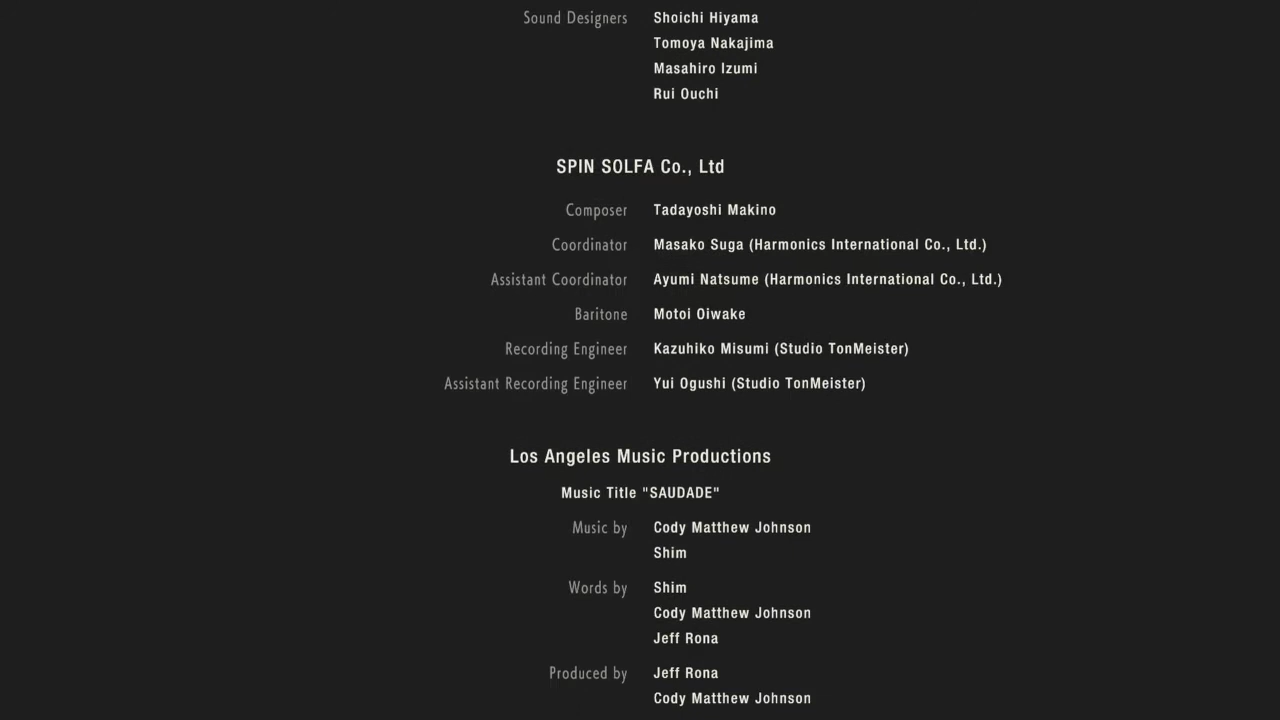 Sound Designers Shoichi Hiyama
Tomoya Nakajima
Masahiro Izumi
Rui Ouchi
SPIN SOLFA Co., Ltd
Composer Tadayoshi Makino
Coordinator Masako Suga (Harmonics International Co., Ltd.)
Assistant Coordinator Ayumi Natsume (Harmonics International Co., Ltd.)
Baritone Motoi Oiwake
Recording Engineer Kazuhiko Misumi (Studio TonMeister)
Assistant Recording Engineer Yui Ogushi (Studio TonMeister)
Los Angeles Music Productions
Music Title "SAUDADE"
Music by Cody Matthew Johnson
Shim
Words by Shim
Cody Matthew Johnson
Jeff Rona
Produced by Jeff Rona
Cody Matthew Johnson